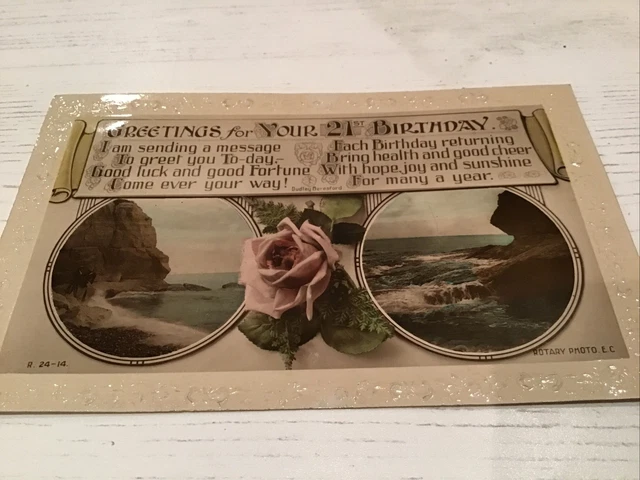 GREETINGS for YOUR 21ST BIRTHDAY.
I am sending a message
To greet you To-day,-
Good luck and good Fortune
Come ever your way!
Dudley Beresford.
Each Birthday returning
Bring health and good cheer
With hope, joy and sunshine
For many a year.
R. 24-14.
ROTARY PHOTO. E.C